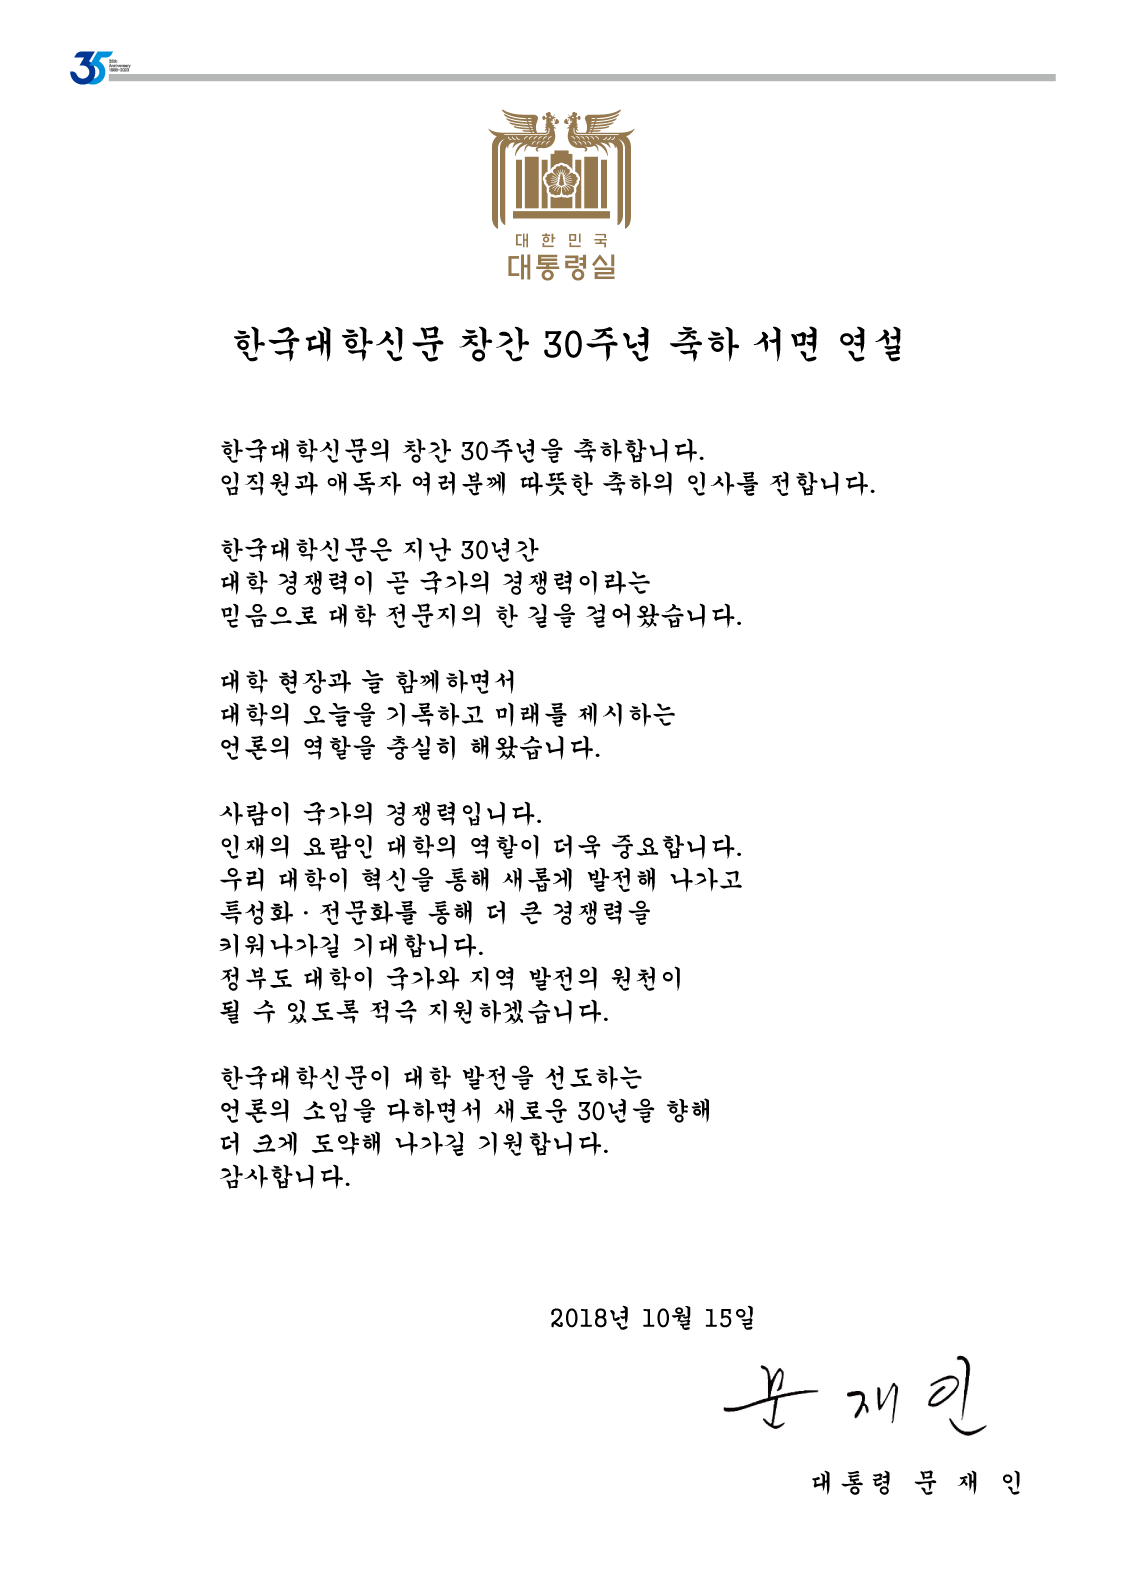 35
35th
Anniversary
1988-2023
대한민국
대통령실
한국대학신문 창간 30주년 축하 서면 연설
한국대학신문의 창간 30주년을 축하합니다.
임직원과 애독자 여러분께 따뜻한 축하의 인사를 전합니다.
한국대학신문은 지난 30년간
대학 경쟁력이 곧 국가의 경쟁력이라는
믿음으로 대학 전문지의 한 길을 걸어왔습니다.
대학 현장과 늘 함께하면서
대학의 오늘을 기록하고 미래를 제시하는
언론의 역할을 충실히 해왔습니다.
사람이 국가의 경쟁력입니다.
인재의 요람인 대학의 역할이 더욱 중요합니다.
우리 대학이 혁신을 통해 새롭게 발전해 나가고
특성화·전문화를 통해 더 큰 경쟁력을
키워나가길 기대합니다.
정부도 대학이 국가와 지역 발전의 원천이
될 수 있도록 적극 지원하겠습니다.
한국대학신문이 대학 발전을 선도하는
언론의 소임을 다하면서 새로운 30년을 향해
더 크게 도약해 나가길 기원합니다.
감사합니다.
2018년 10월 15일
문재인
대통령 문 재 인